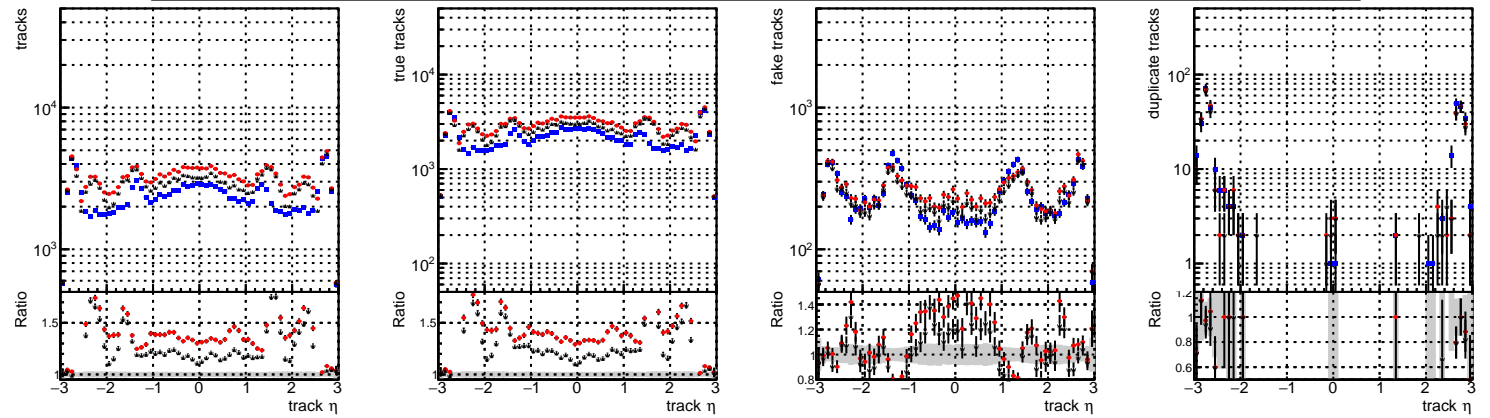 tracks
10^4
10^3
Ratio
1.5
1
−3 −2 −1 0 1 2 3
track η
true tracks
10^4
10^3
10^2
Ratio
1.5
1
−3 −2 −1 0 1 2 3
track η
fake tracks
10^3
10^2
Ratio
1.4
1.2
1
0.8
−3 −2 −1 0 1 2 3
track η
duplicate tracks
10^2
10
1
Ratio
1.2
1
0.8
0.6
−3 −2 −1 0 1 2 3
track η